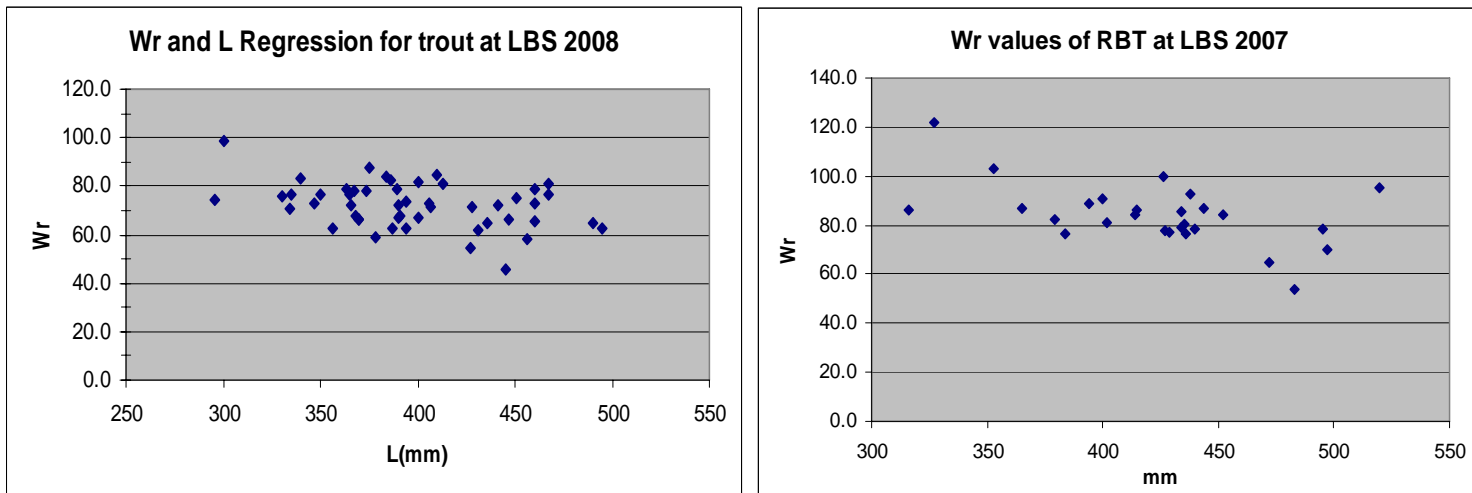 Wr and L Regression for trout at LBS 2008
120.0
100.0
80.0
60.0
40.0
20.0
0.0
Wr
250 300 350 400 450 500 550
L(mm)
Wr values of RBT at LBS 2007
140.0
120.0
100.0
80.0
60.0
40.0
20.0
0.0
Wr
300 350 400 450 500 550
mm